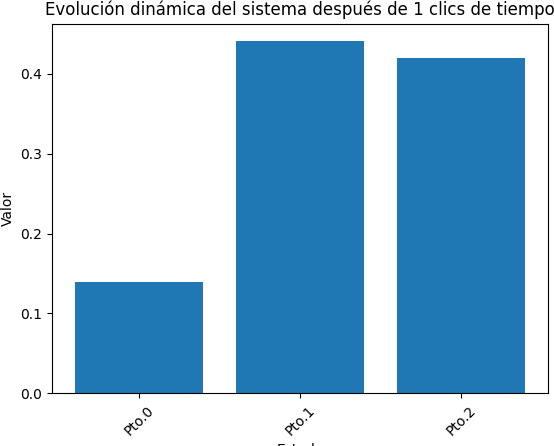 Evolución dinámica del sistema después de 1 clics de tiempo
Valor
0.4
0.3
0.2
0.1
0.0
Pto.0
Pto.1
Pto.2